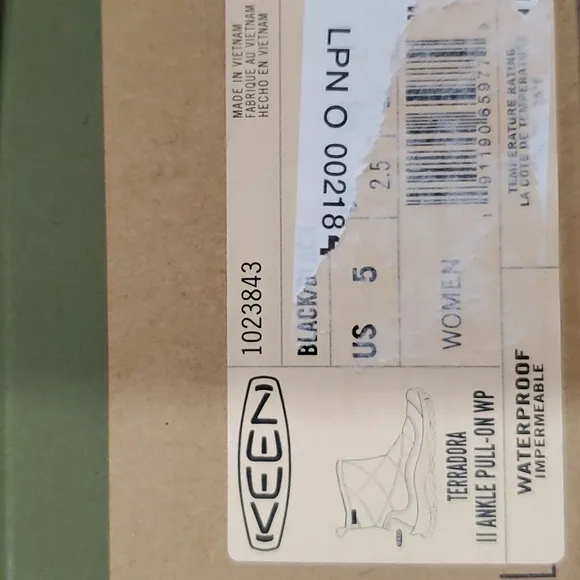 KEEN
1023843
MADE IN VIETNAM
FABRIQUE AU VIETNAM
HECHO EN VIETNAM
BLACK/
LPN O 002184
US 5
2.5
TERRADORA
II ANKLE PULL-ON WP
WOMEN
WATERPROOF
IMPERMEABLE
TEMPERATURE RATING